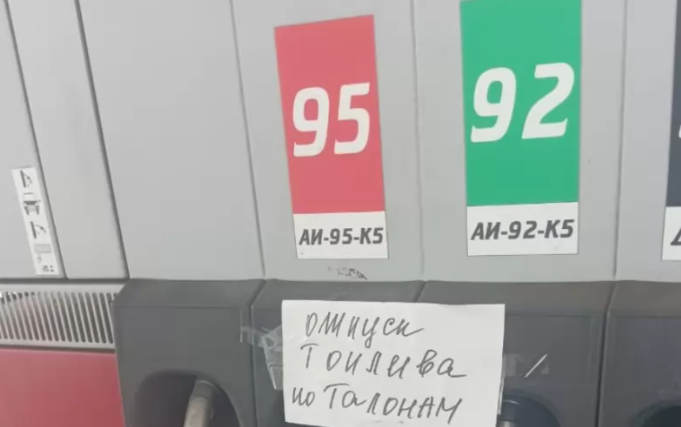 95
92
АИ-95-К5
АИ-92-К5
отпуск
топлива
по талонам